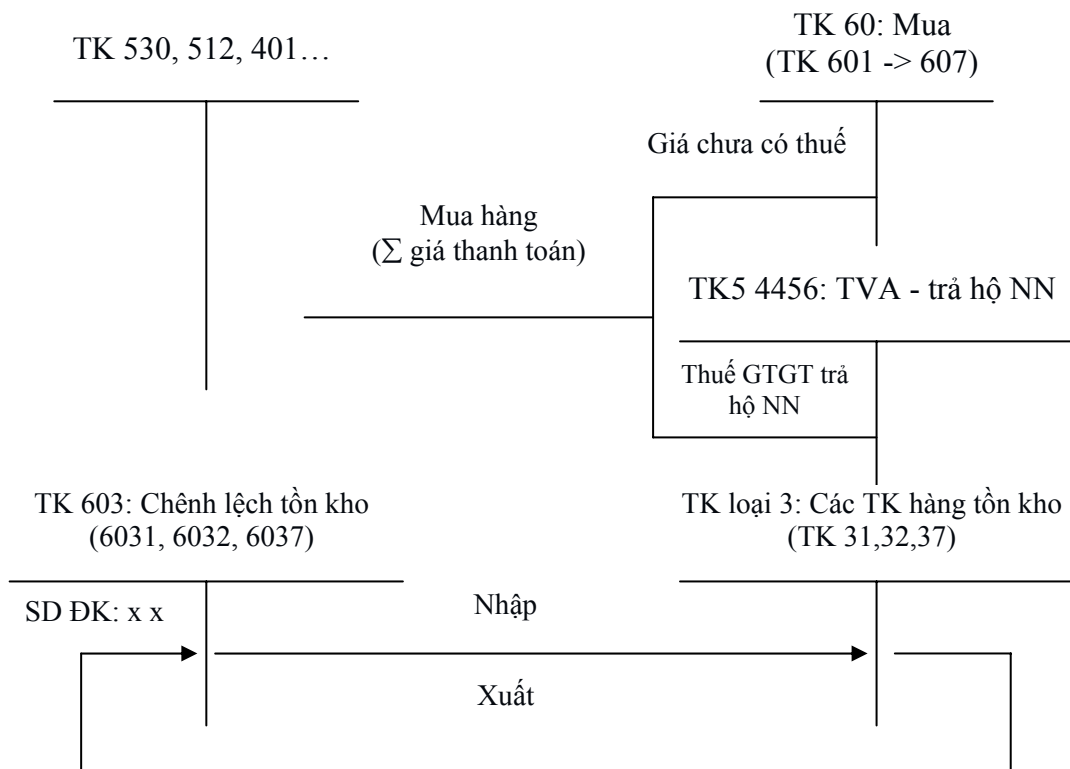 TK 530, 512, 401…
TK 60: Mua
(TK 601 -> 607)
Giá chưa có thuế
Mua hàng
(∑ giá thanh toán)
TK5 4456: TVA - trả hộ NN
Thuế GTGT trả
hộ NN
TK 603: Chênh lệch tồn kho
(6031, 6032, 6037)
TK loại 3: Các TK hàng tồn kho
(TK 31,32,37)
SD ĐK: x x
Nhập
Xuất